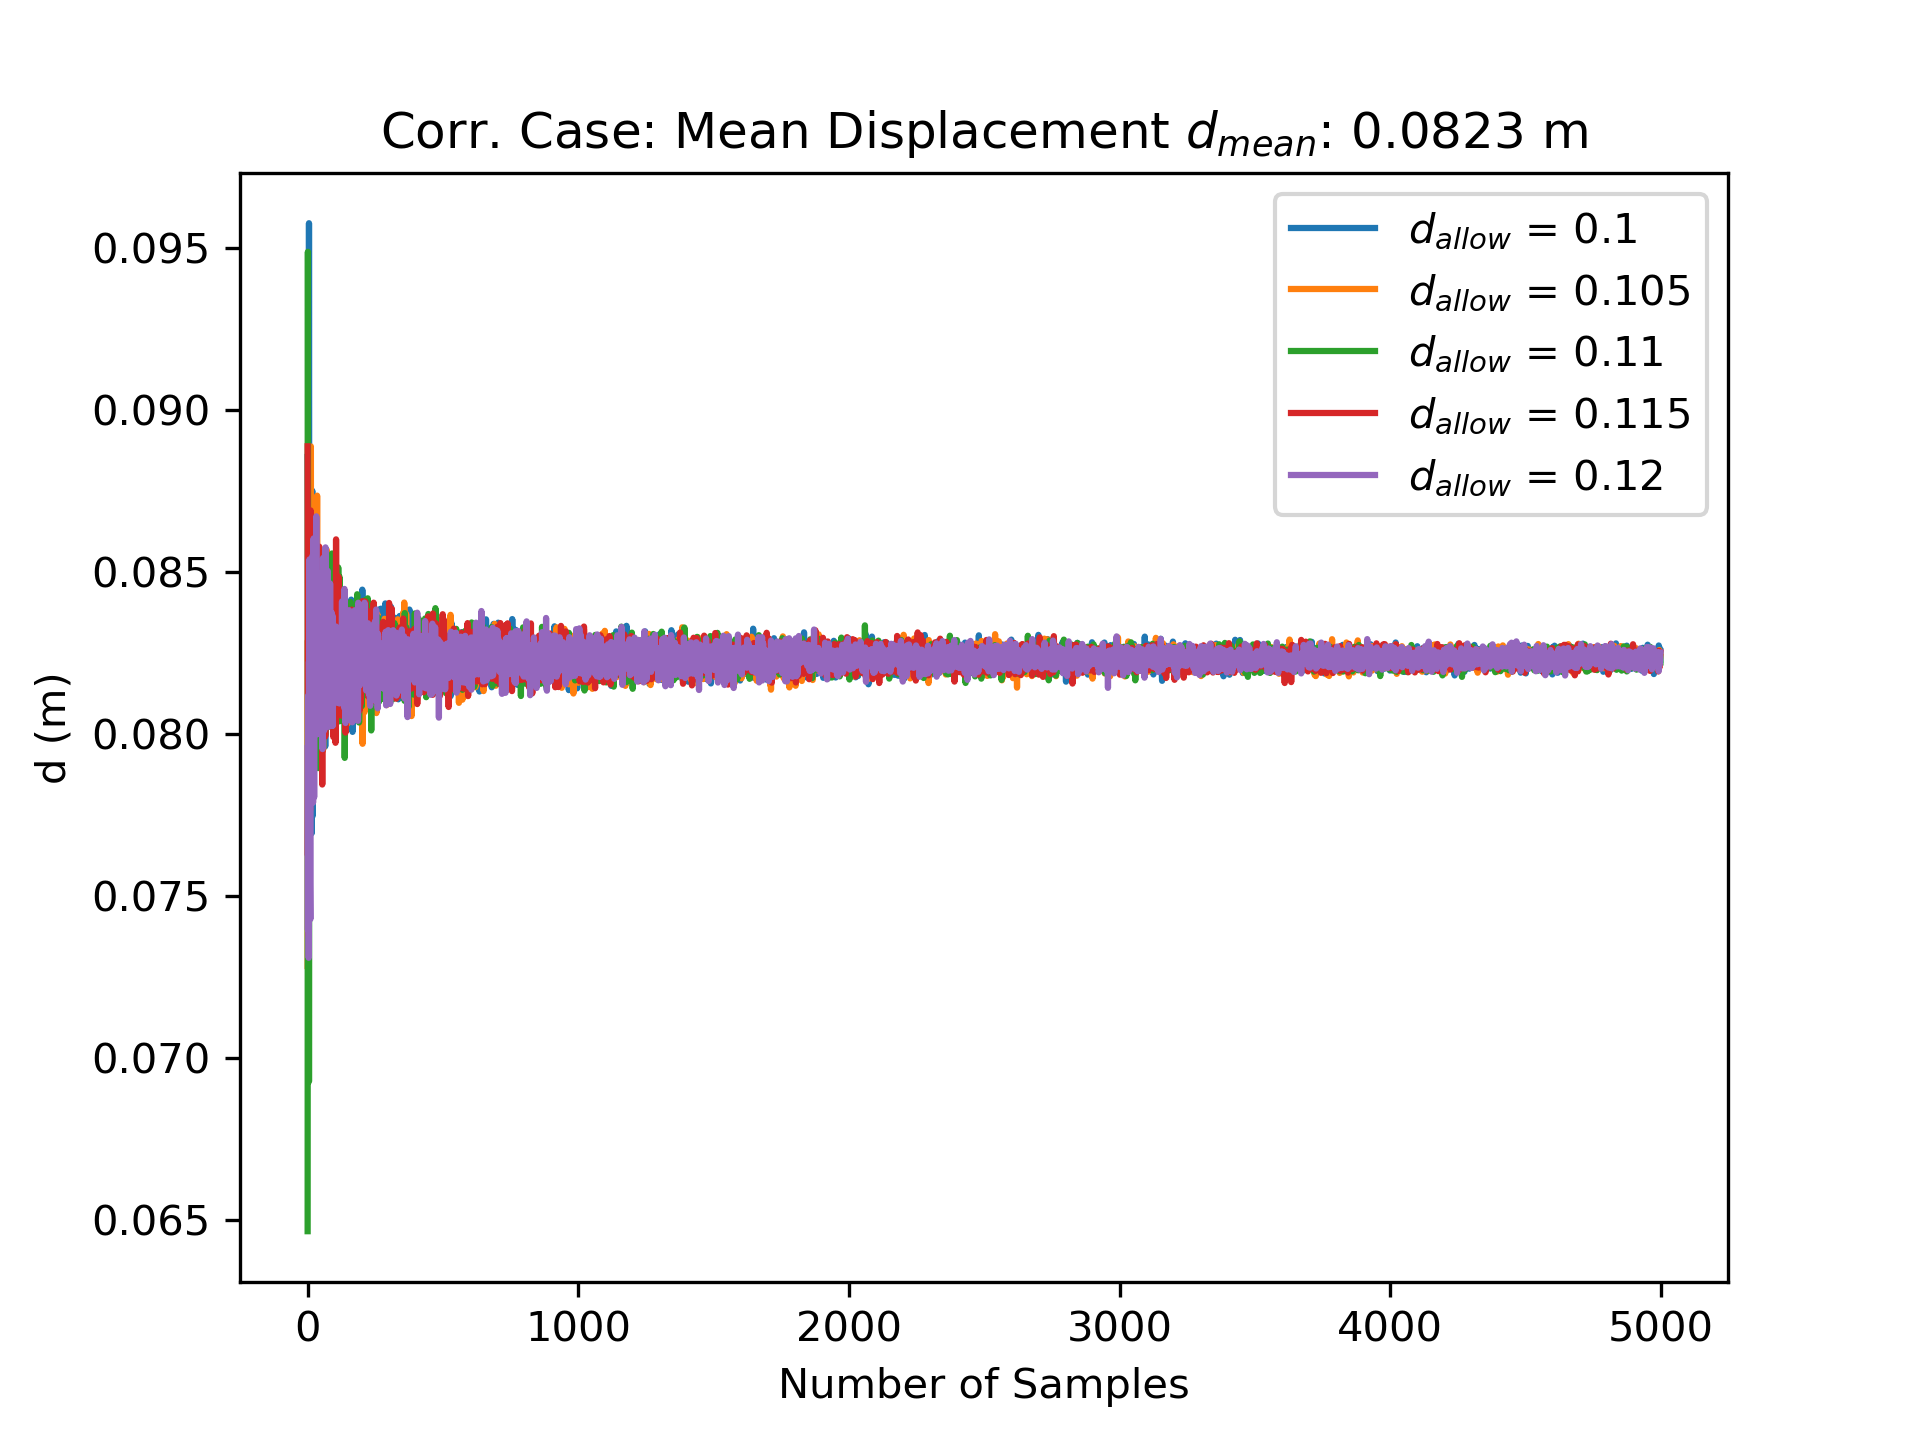 Corr. Case: Mean Displacement d_mean: 0.0823 m
d_allow = 0.1
d_allow = 0.105
d_allow = 0.11
d_allow = 0.115
d_allow = 0.12
0.095
0.090
0.085
0.080
0.075
0.070
0.065
d (m)
0 1000 2000 3000 4000 5000
Number of Samples